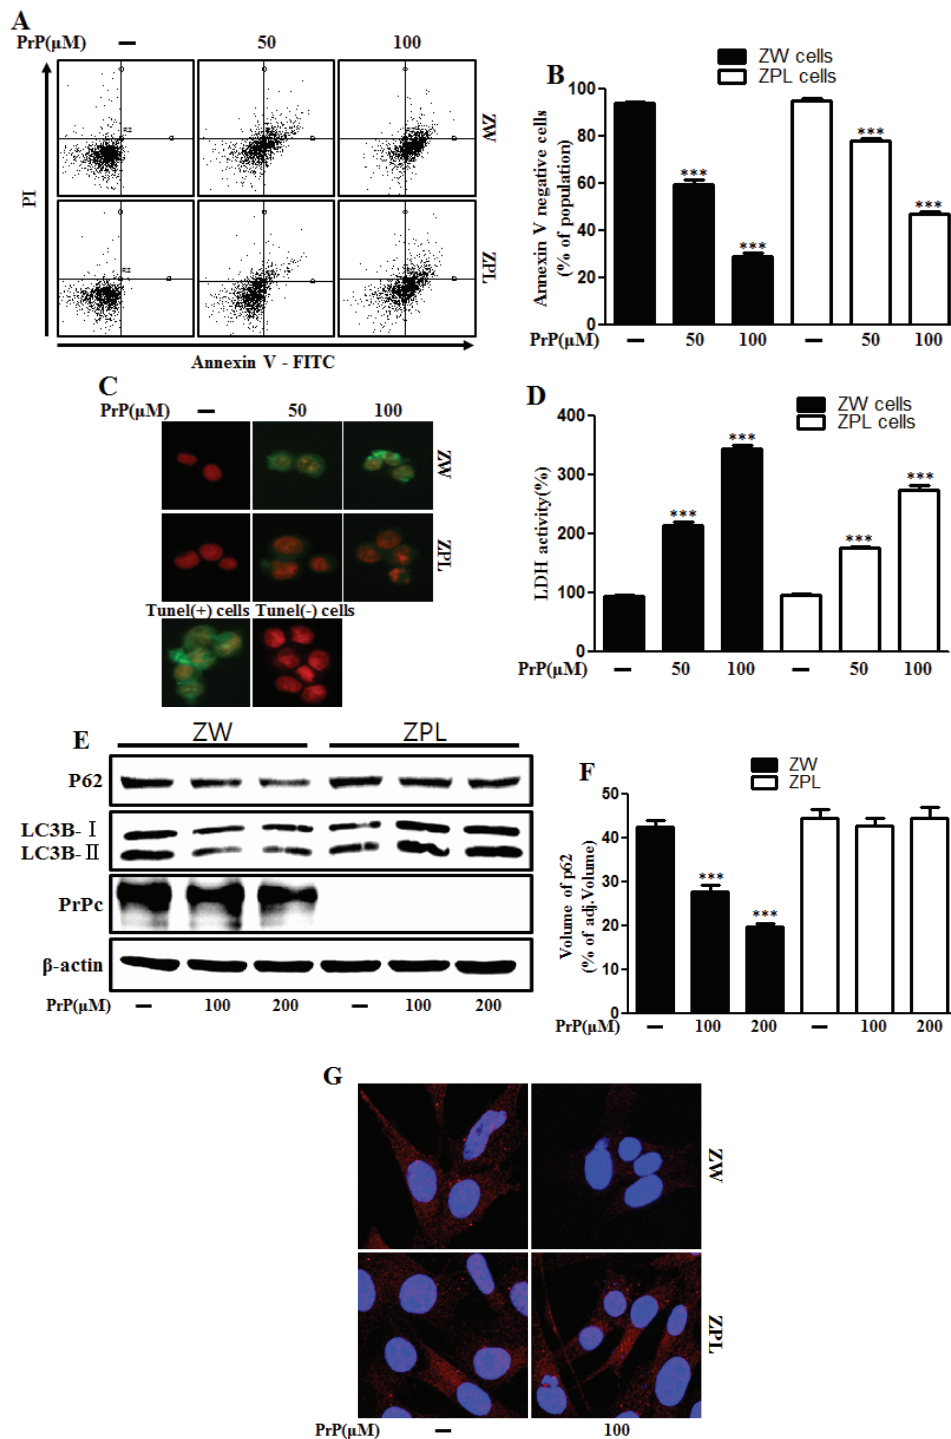 A
PrP(μM) — 50 100
ZW
ZPL
PI
R2
R2
Annexin V - FITC
B
ZW cells
ZPL cells
Annexin V negative cells
(% of population)
100
80
60
40
20
0
*** *** *** ***
PrP(μM) — 50 100 — 50 100
C
PrP(μM) — 50 100
ZW
ZPL
Tunel(+) cells Tunel(-) cells
D
ZW cells
ZPL cells
LDH activity(%)
400
300
200
100
0
*** *** *** ***
PrP(μM) — 50 100 — 50 100
E
ZW ZPL
P62
LC3B- Ⅰ
LC3B- Ⅱ
PrPc
β-actin
PrP(μM) — 100 200 — 100 200
F
ZW
ZPL
Volume of p62
(% of adj.Volume)
50
40
30
20
10
0
*** ***
PrP(μM) — 100 200 — 100 200
G
ZW
ZPL
PrP(μM) — 100